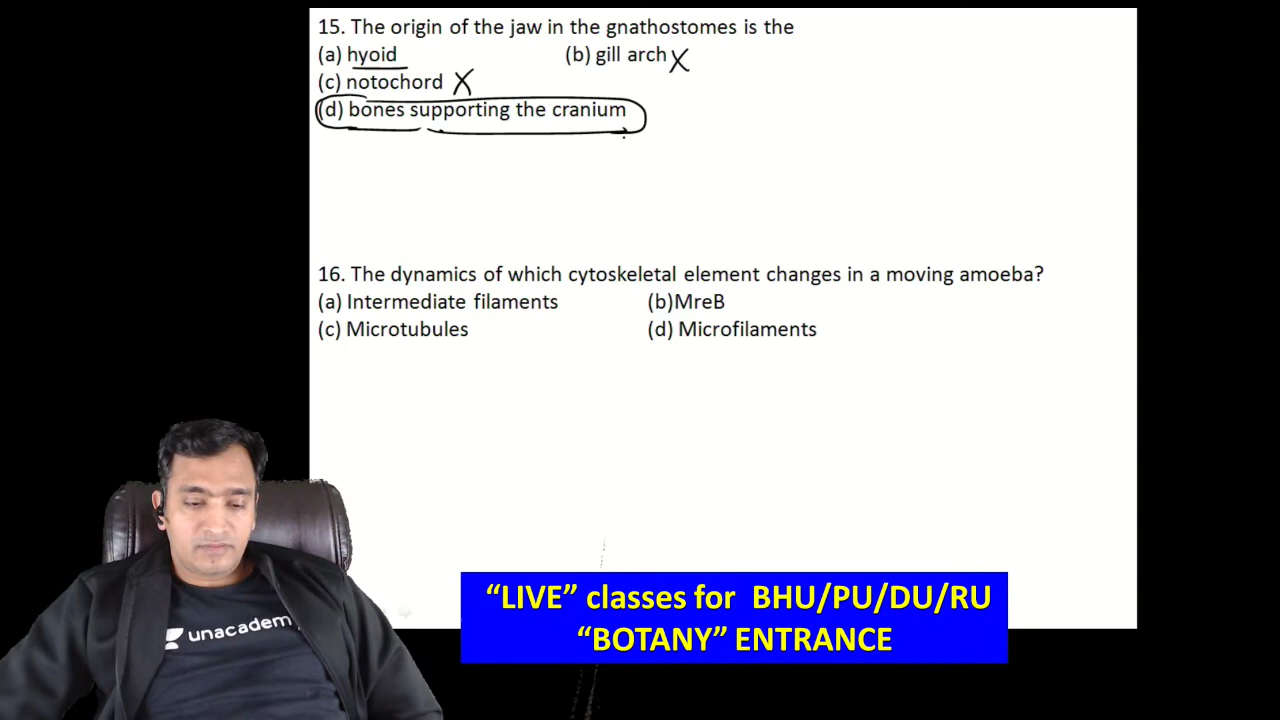 15. The origin of the jaw in the gnathostomes is the
(a) hyoid (b) gill arch X
(c) notochord X
(d) bones supporting the cranium
16. The dynamics of which cytoskeletal element changes in a moving amoeba?
(a) Intermediate filaments (b)MreB
(c) Microtubules (d) Microfilaments
unacademy
“LIVE” classes for BHU/PU/DU/RU
“BOTANY” ENTRANCE